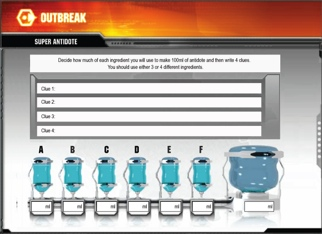 OUTBREAK
SUPER ANTIDOTE
Decide how much of each ingredient you will use to make 100ml of antidote and then write 4 clues.
You should use either 3 or 4 different ingredients.
Clue 1:
Clue 2:
Clue 3:
Clue 4:
A B C D E F
ml ml ml ml ml ml ml